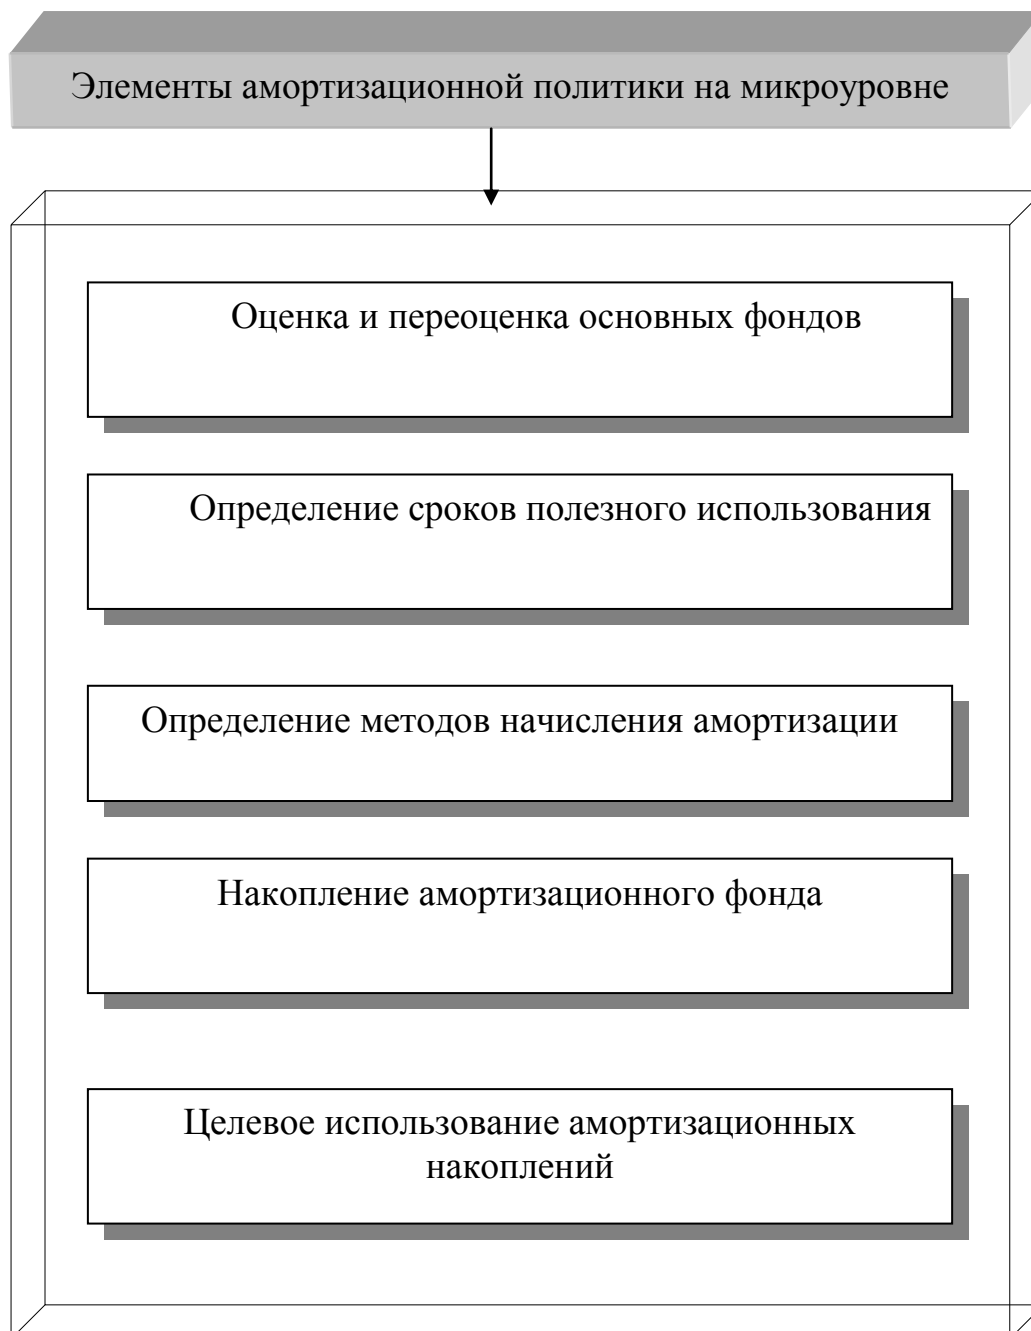 Элементы амортизационной политики на микроуровне
Оценка и переоценка основных фондов
Определение сроков полезного использования
Определение методов начисления амортизации
Накопление амортизационного фонда
Целевое использование амортизационных
накоплений